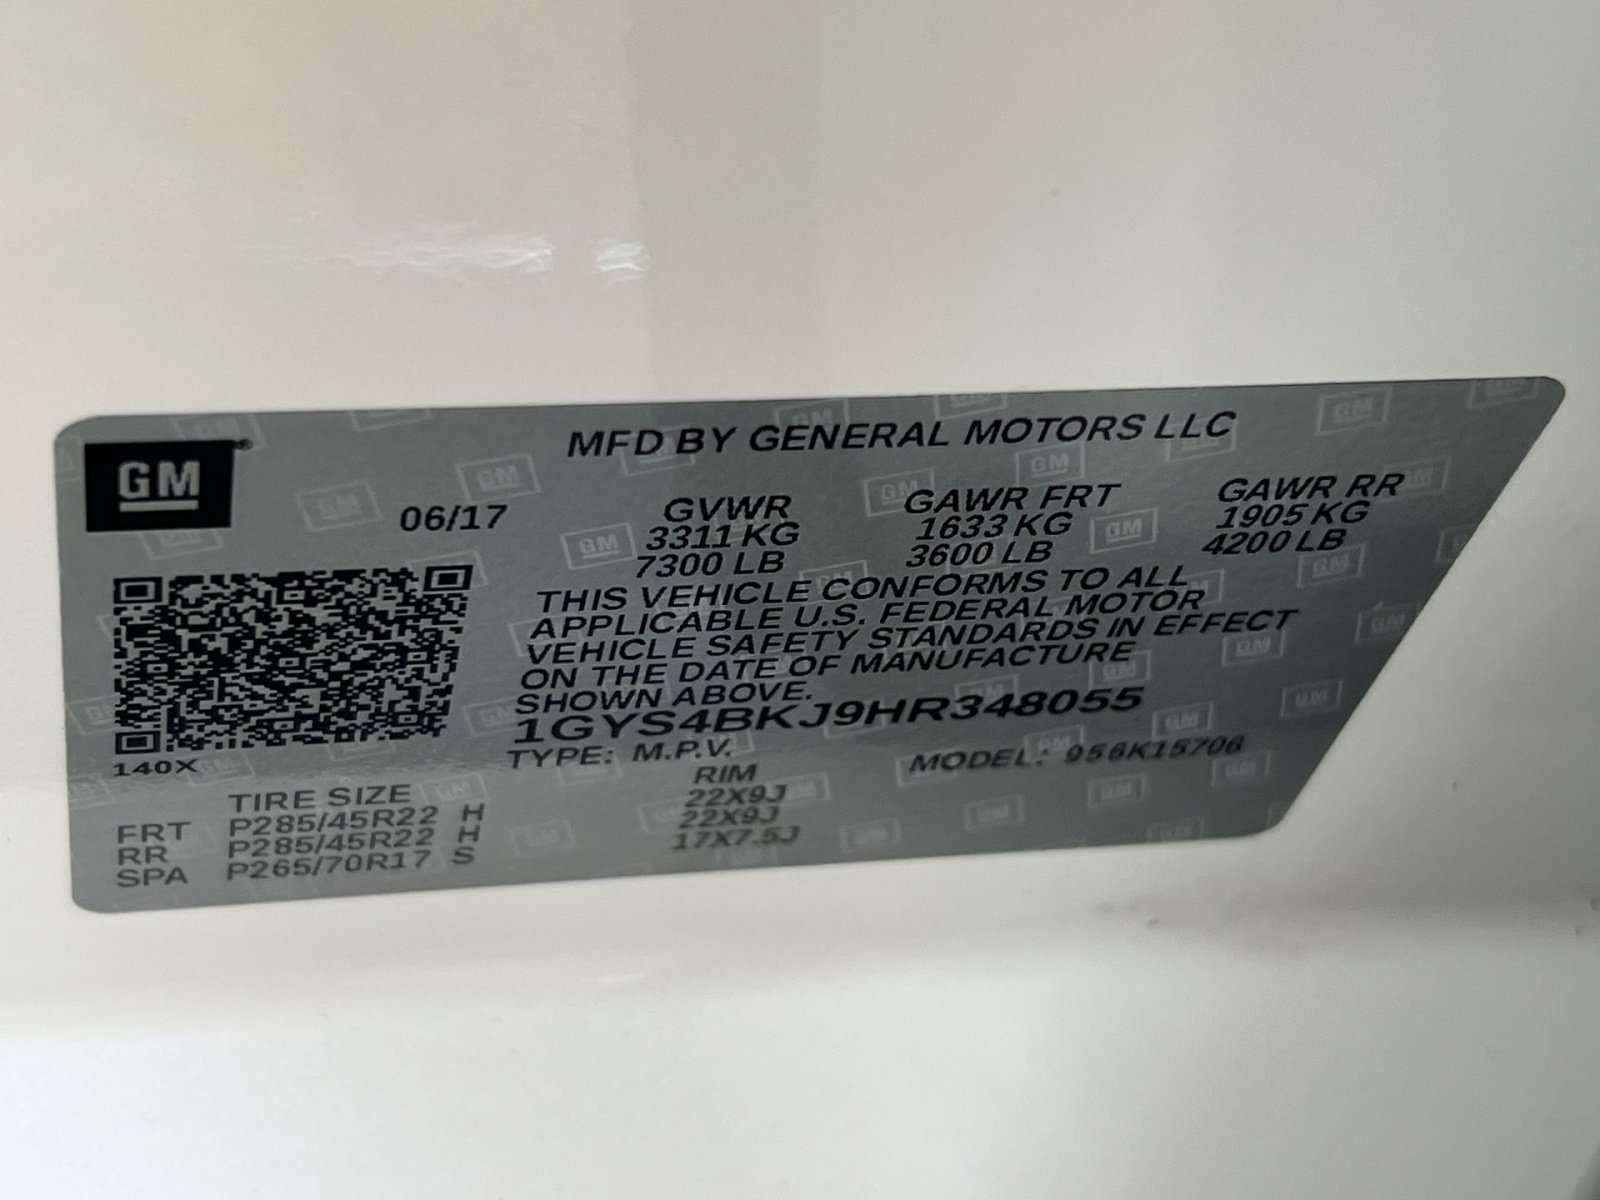 GM
MFD BY GENERAL MOTORS LLC
06/17 GVWR GAWR FRT GAWR RR
3311 KG 1633 KG 1905 KG
7300 LB 3600 LB 4200 LB
THIS VEHICLE CONFORMS TO ALL
APPLICABLE U.S. FEDERAL MOTOR
VEHICLE SAFETY STANDARDS IN EFFECT
ON THE DATE OF MANUFACTURE
SHOWN ABOVE.
1GYS4BKJ9HR348055
140X TYPE: M.P.V. MODEL: 956K15706
TIRE SIZE RIM
FRT P285/45R22 H 22X9J
RR P285/45R22 H 22X9J
SPA P265/70R17 S 17X7.5J